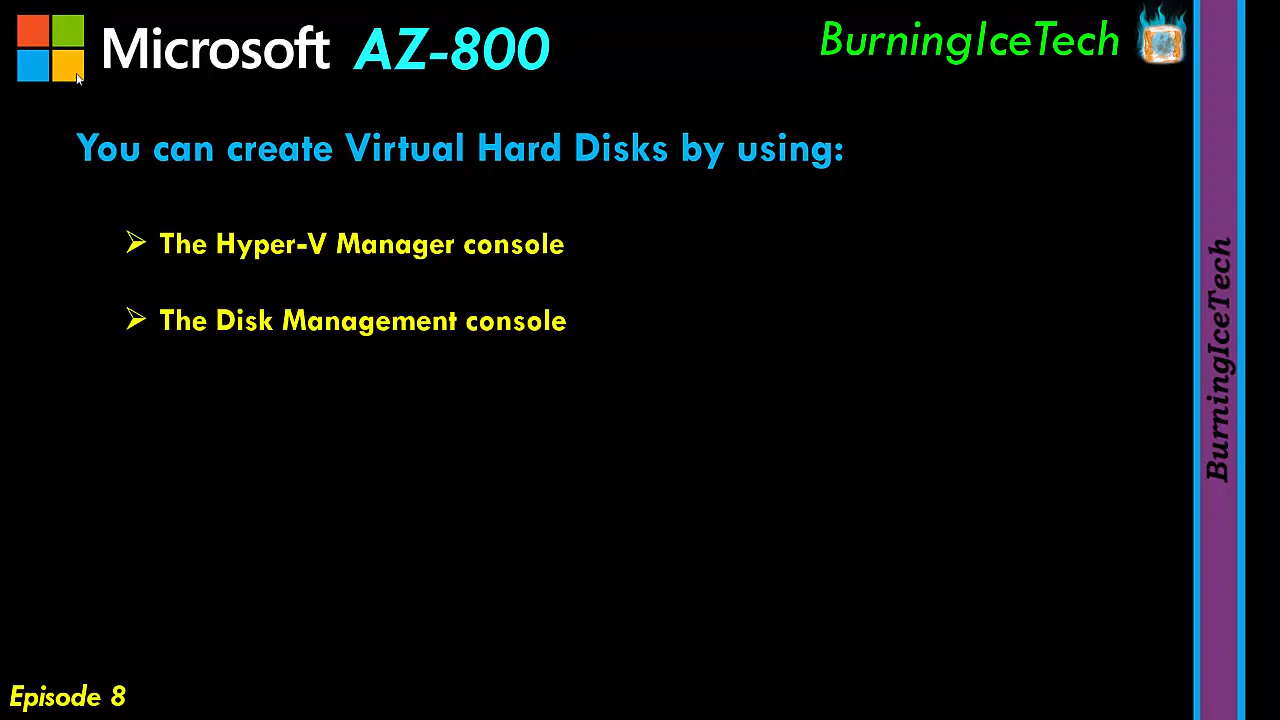 Microsoft AZ-800
BurningIceTech
You can create Virtual Hard Disks by using:
The Hyper-V Manager console
The Disk Management console
BurningIceTech
Episode 8